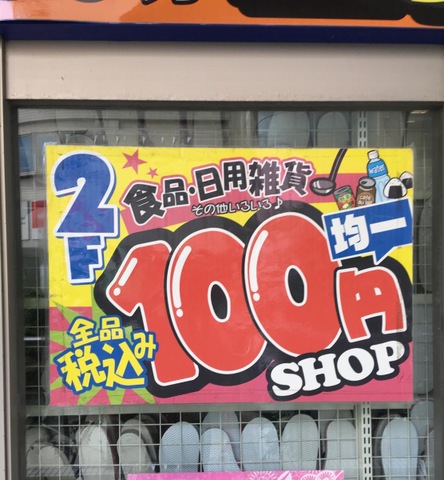 2F
食品・日用雑貨
その他いろいろ♪
Water
均一
100円
全品
税込み
SHOP